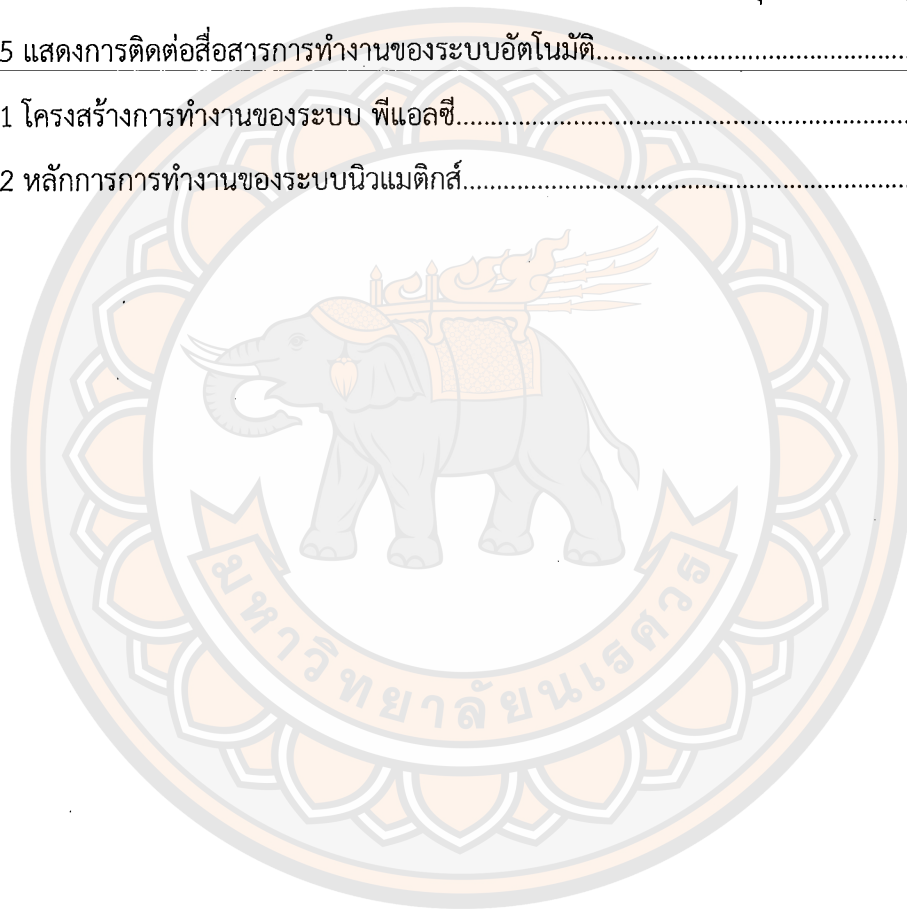 5 แสดงการติดต่อสื่อสารการทำงานของระบบอัตโนมัติ................................................
1 โครงสร้างการทำงานของระบบ พีแอลซี..................................................................
2 หลักการการทำงานของระบบนิวแมติกส์.................................................................
มหาวิทยาลัยนเรศวร